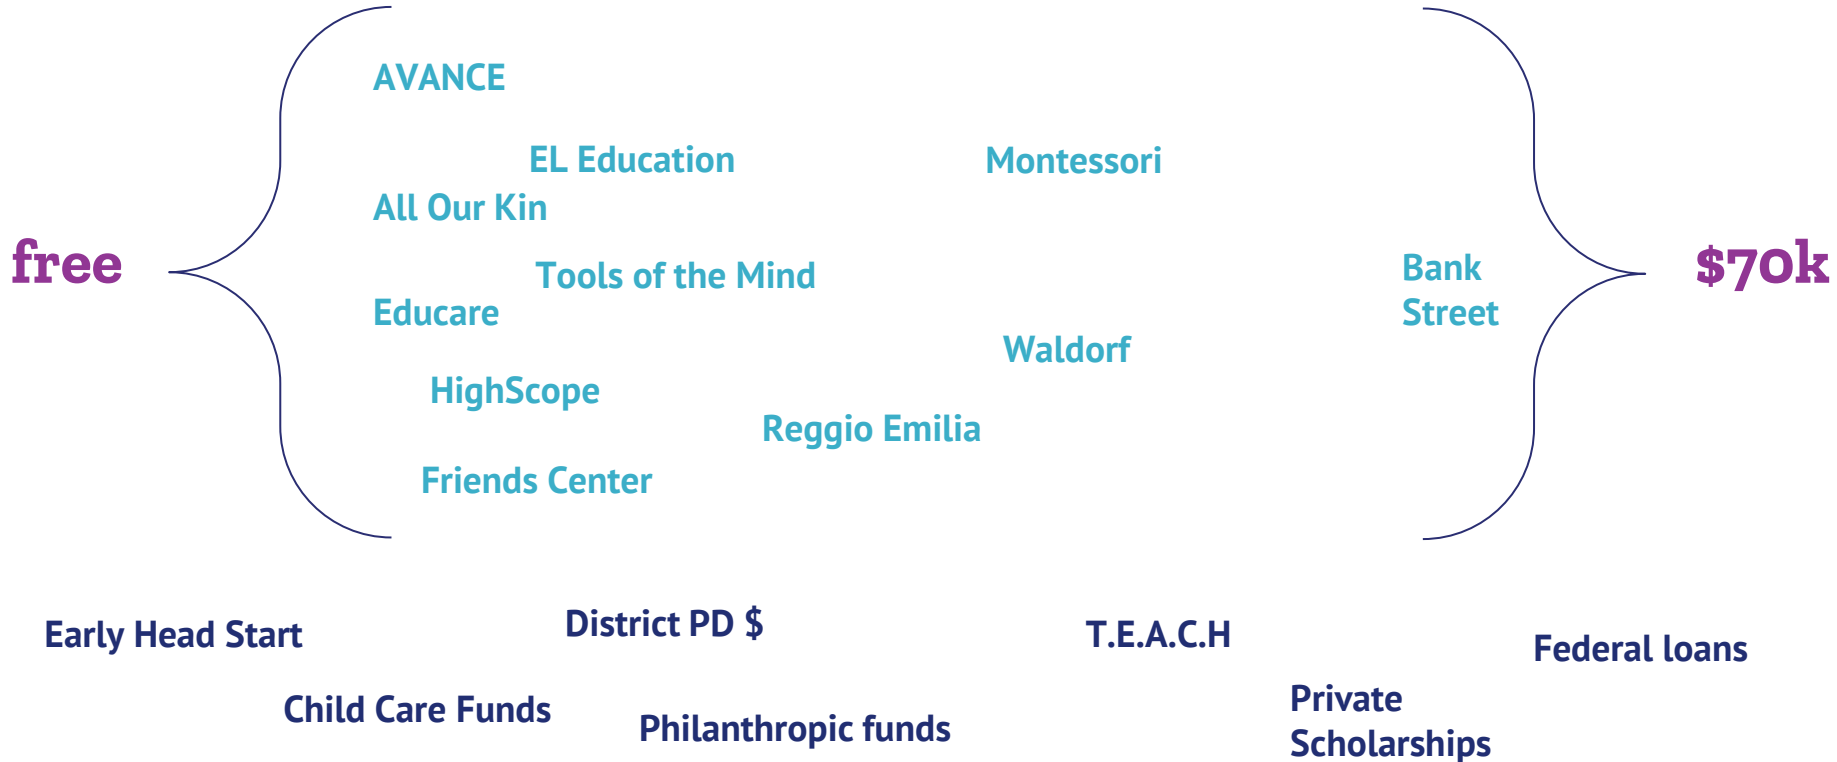 AVANCE
EL Education
Montessori
All Our Kin
free
Tools of the Mind
Bank
Street
$70k
Educare
Waldorf
HighScope
Reggio Emilia
Friends Center
Early Head Start
District PD $
T.E.A.C.H
Federal loans
Child Care Funds
Philanthropic funds
Private
Scholarships